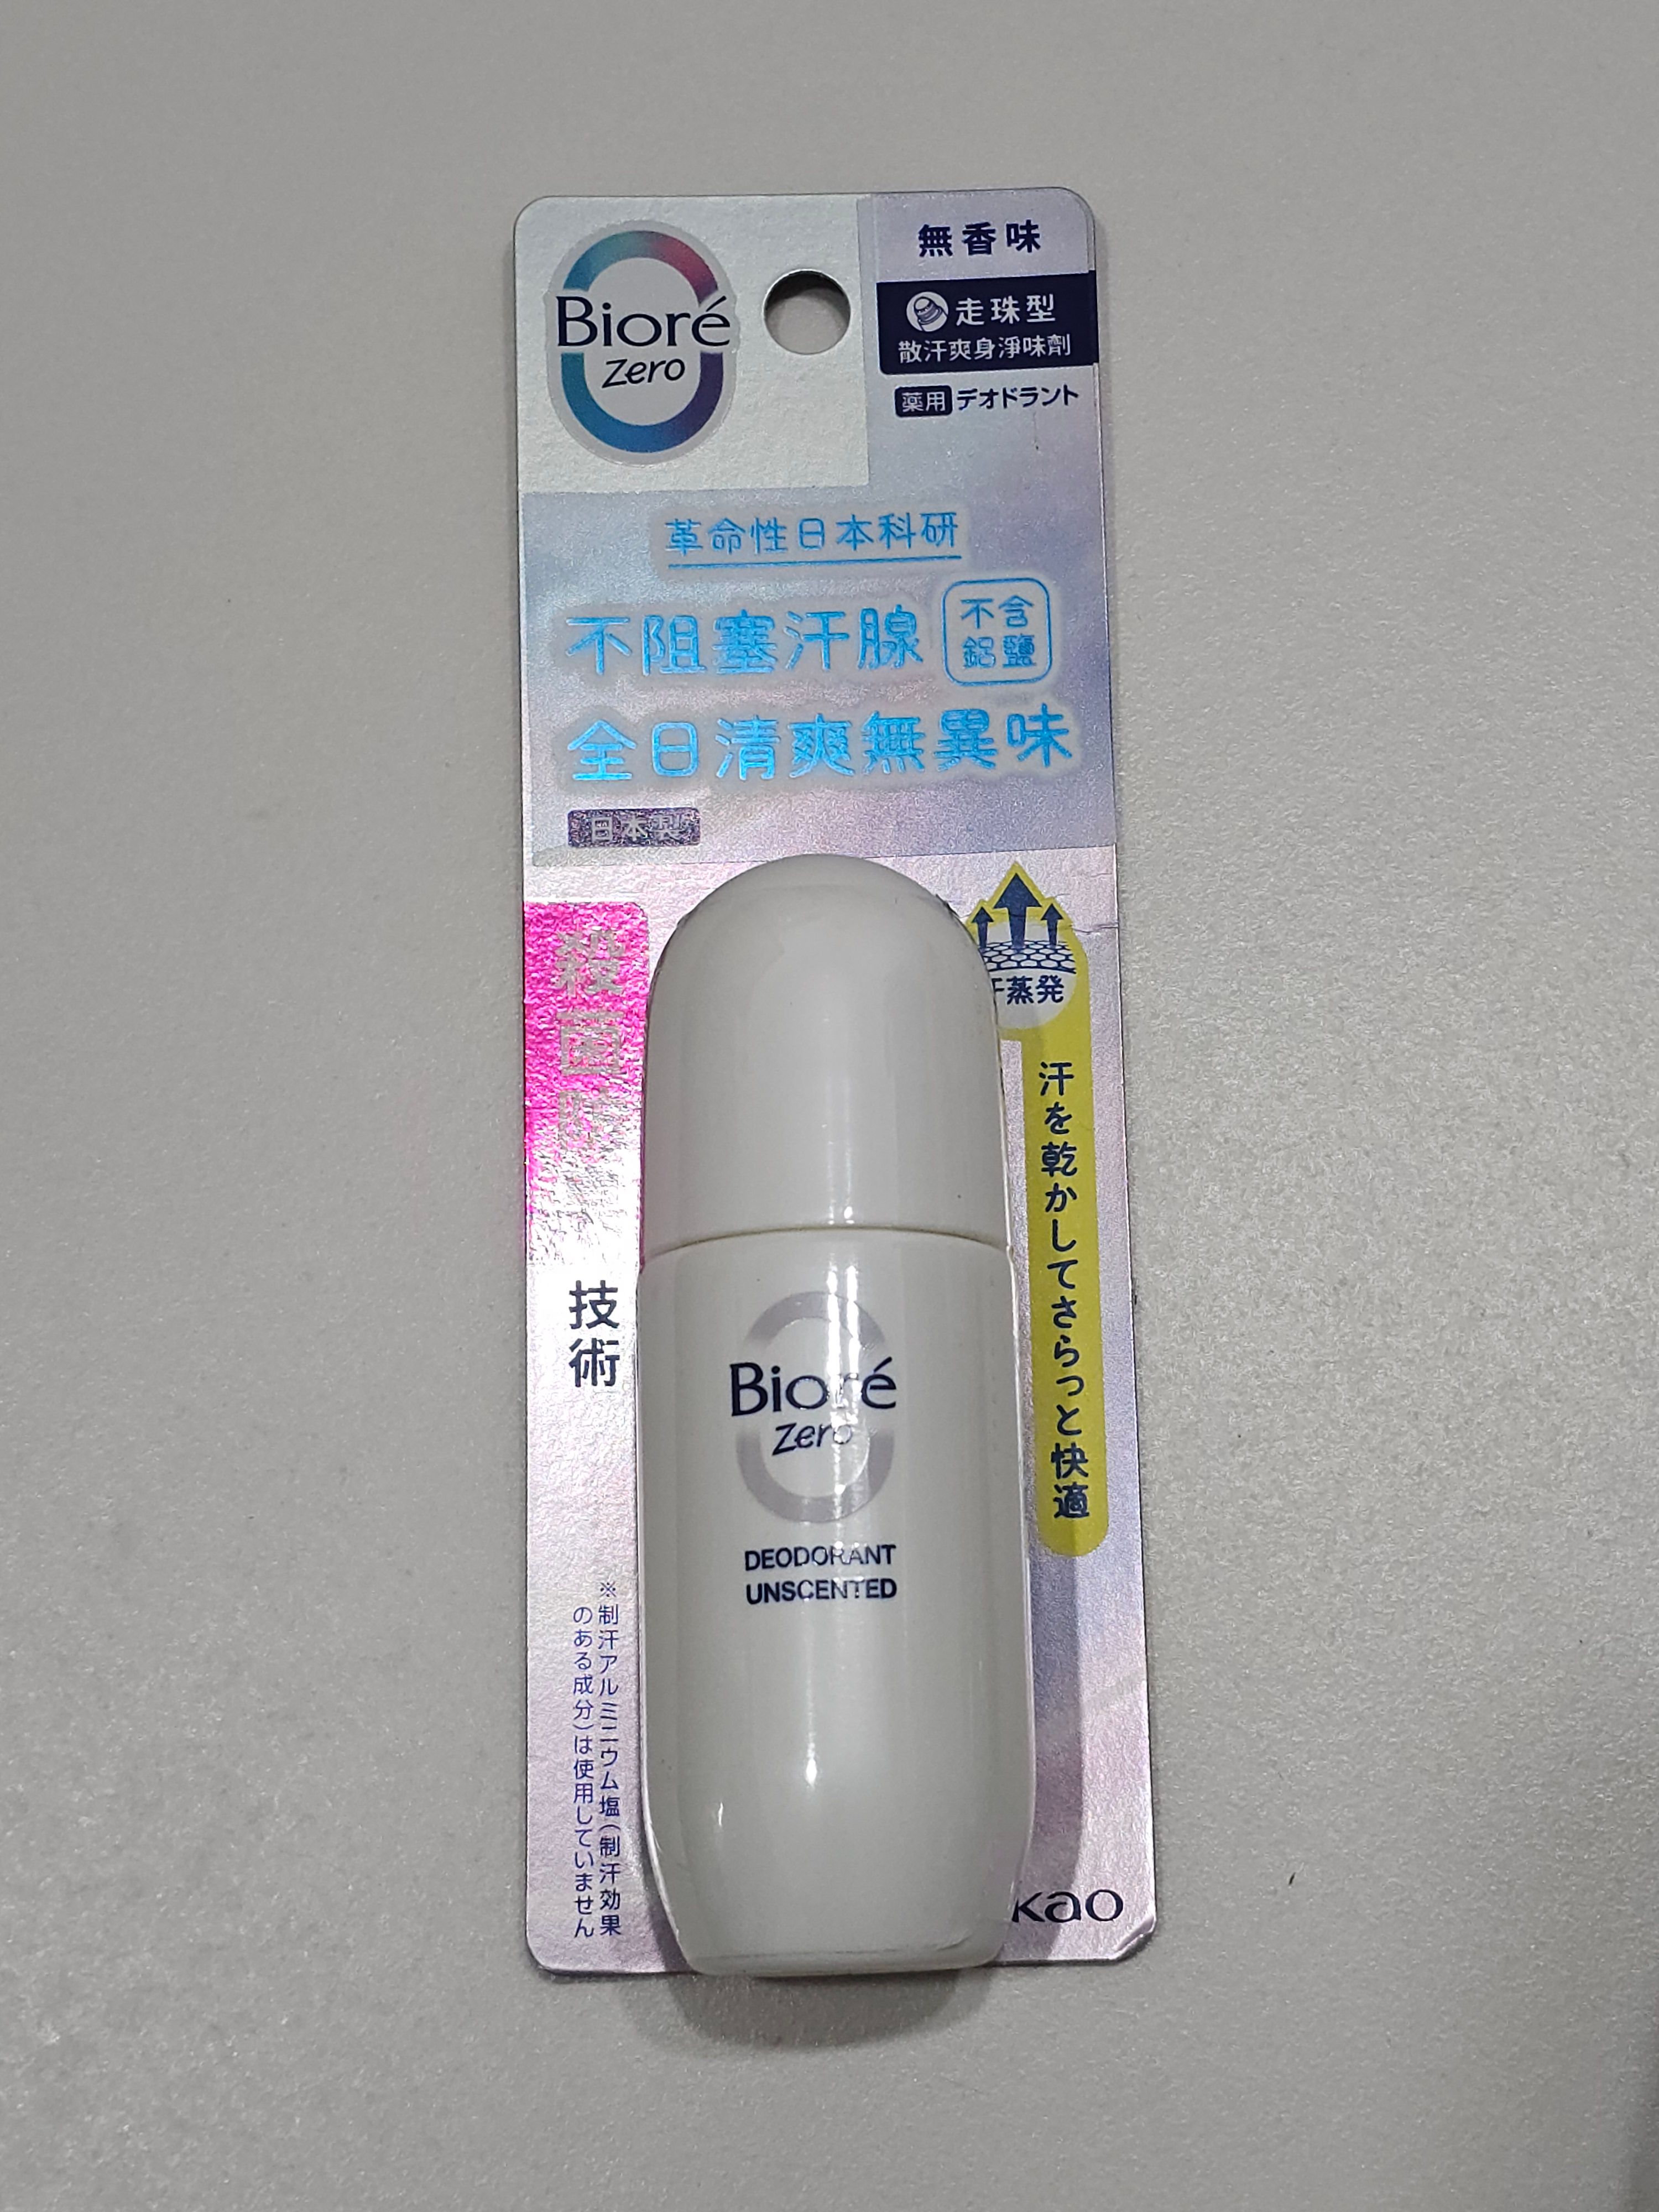 Bioré
Zero
無香味
走珠型
散汗爽身淨味劑
薬用 デオドラント
革命性日本科研
不阻塞汗腺
不含
鋁鹽
全日清爽無異味
日本製
殺菌
技術
蒸発
汗を乾かしてさらっと快適
Bioré
Zero
DEODORANT
UNSCENTED
※制汗アルミニウム塩(制汗効果
のある成分)は使用していません
kao